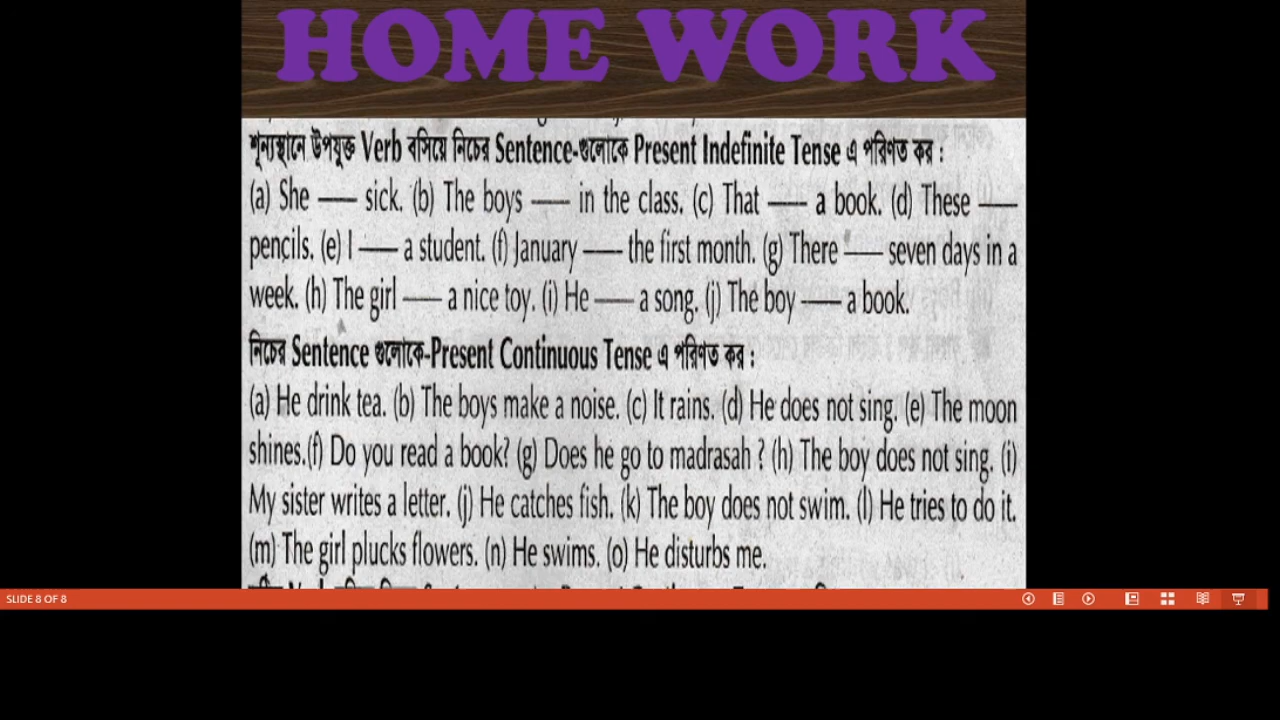 HOME WORK
শূন্যস্থানে উপযুক্ত Verb বসিয়ে নিচের Sentence-গুলোকে Present Indefinite Tense এ পরিণত কর :
(a) She —— sick. (b) The boys —— in the class. (c) That —— a book. (d) These ——
pencils. (e) I —— a student. (f) January —— the first month. (g) There —— seven days in a
week. (h) The girl —— a nice toy. (i) He —— a song. (j) The boy —— a book.
নিচের Sentence গুলোকে-Present Continuous Tense এ পরিণত কর :
(a) He drink tea. (b) The boys make a noise. (c) It rains. (d) He does not sing. (e) The moon
shines.(f) Do you read a book? (g) Does he go to madrasah ? (h) The boy does not sing. (i)
My sister writes a letter. (j) He catches fish. (k) The boy does not swim. (l) He tries to do it.
(m) The girl plucks flowers. (n) He swims. (o) He disturbs me.
SLIDE 8 OF 8